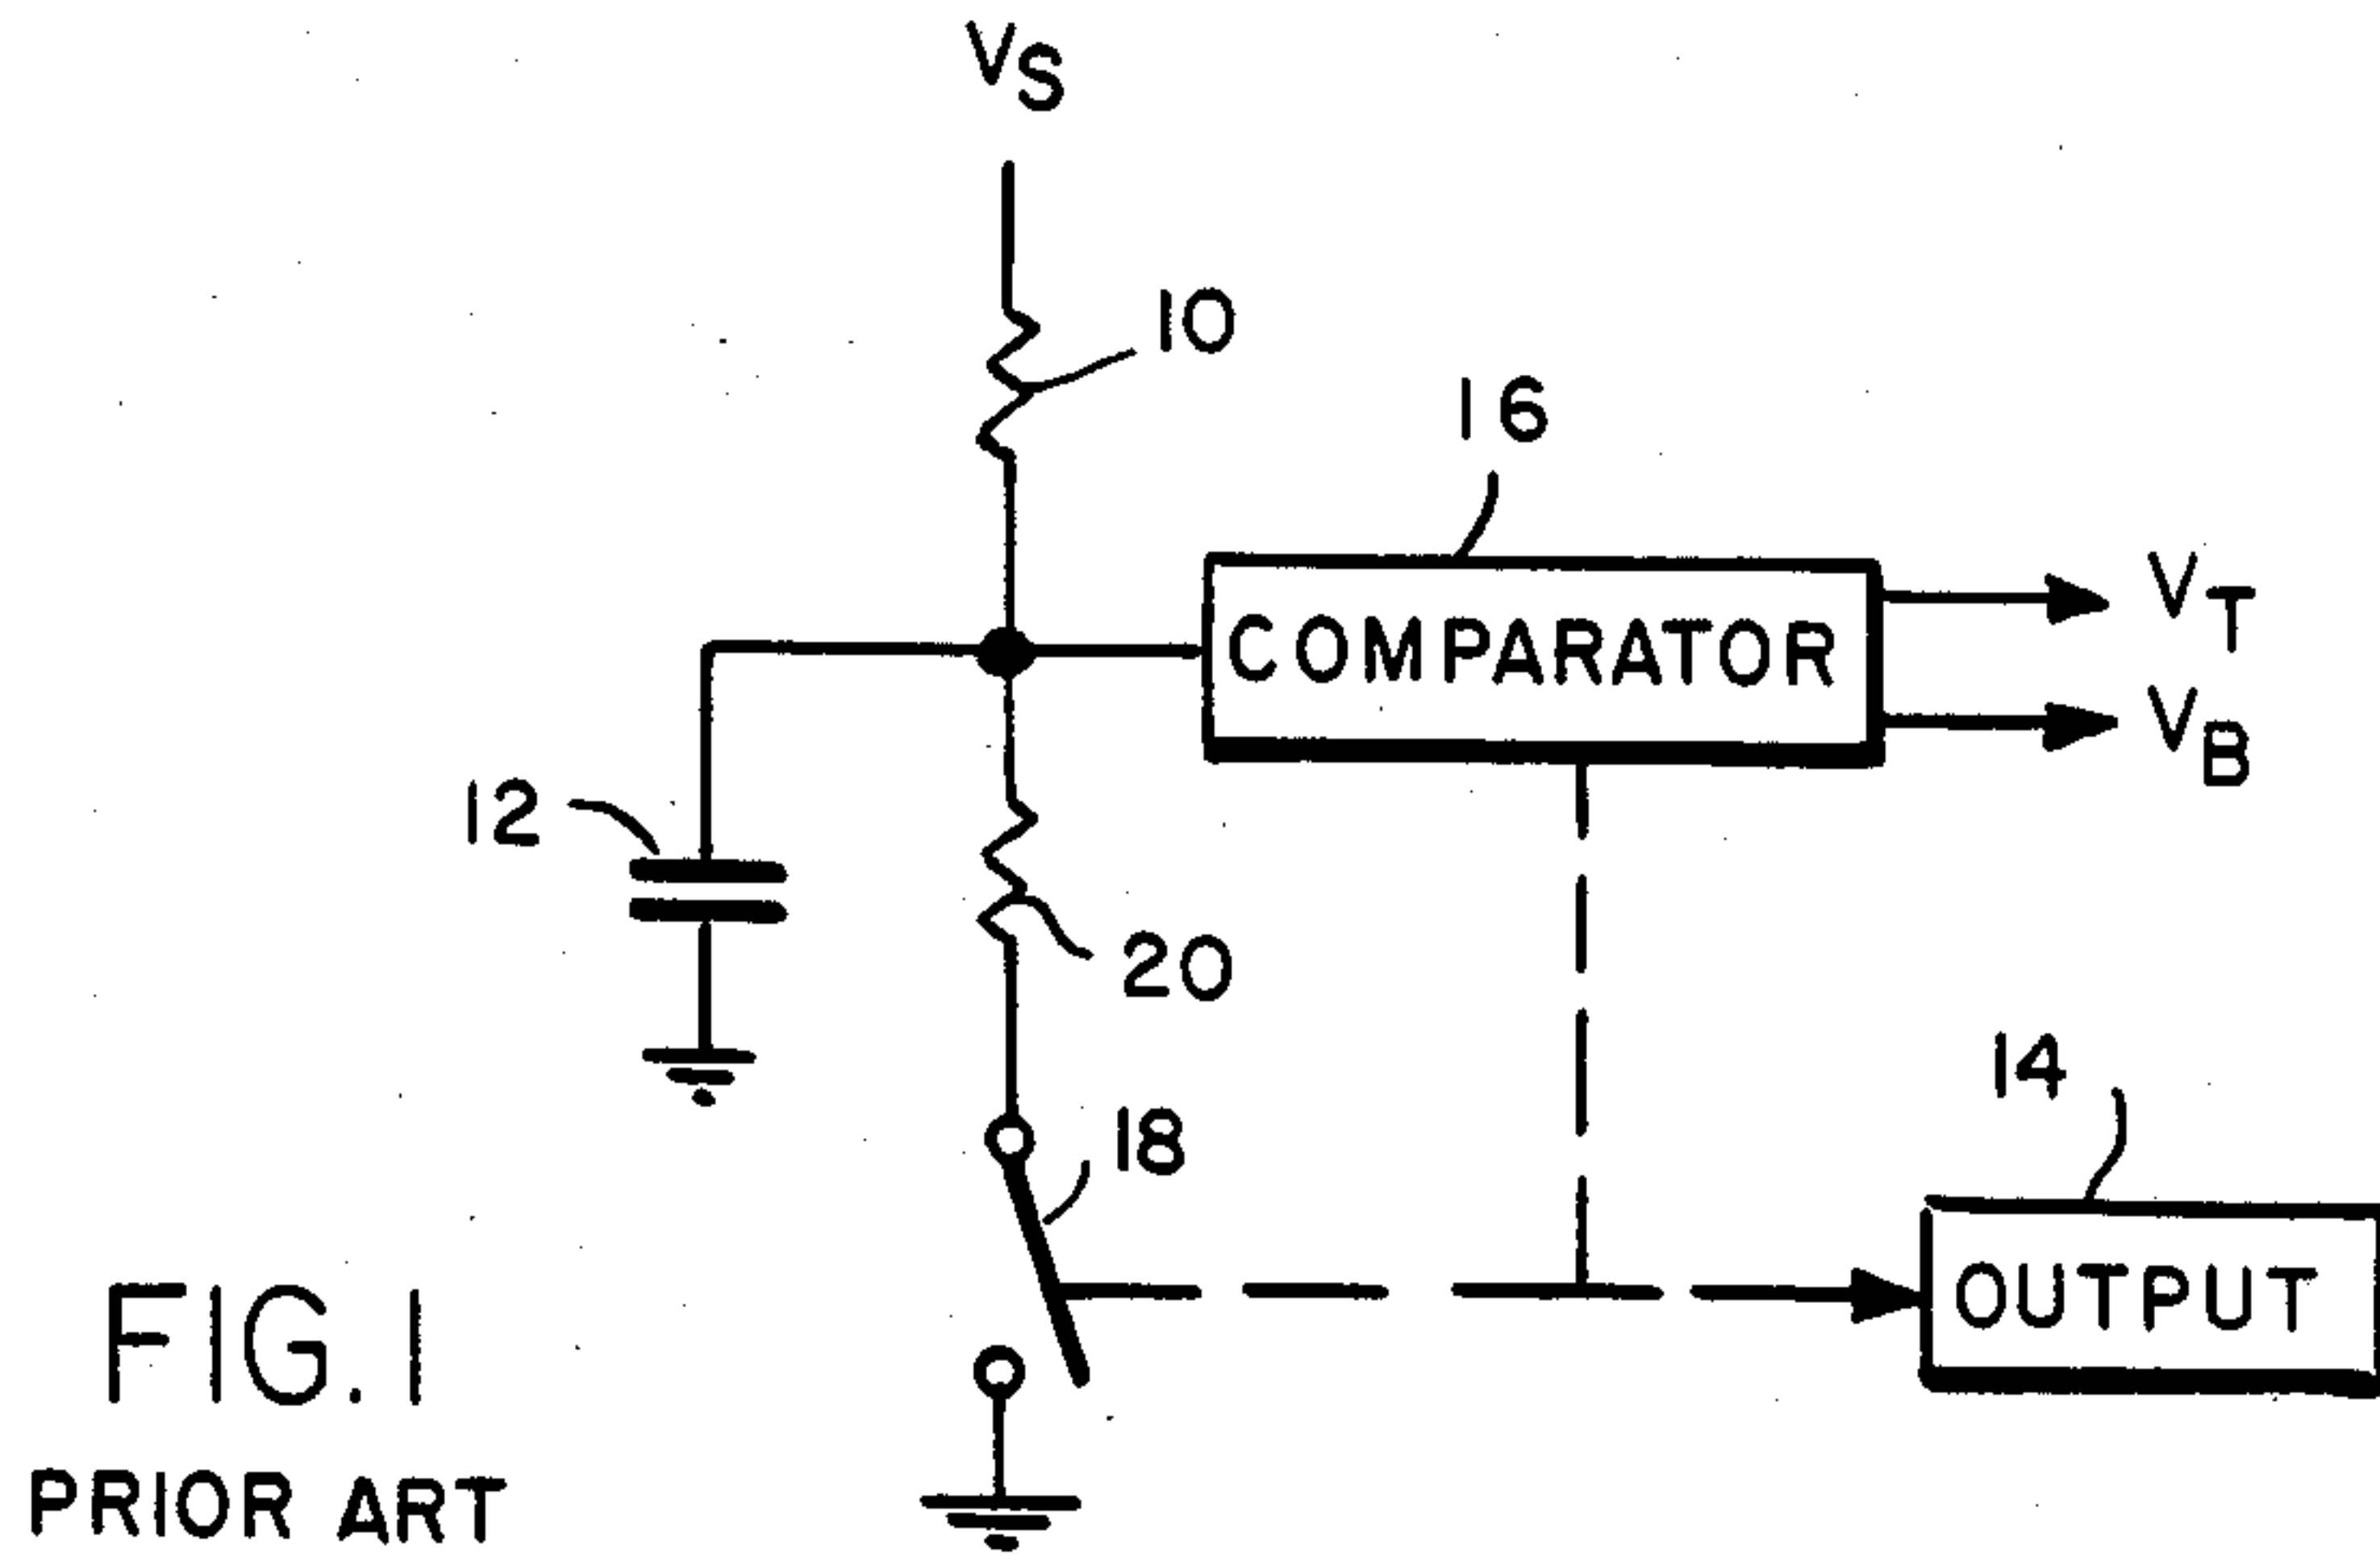 VS
10
16
COMPARATOR
VT
VB
12
20
14
18
OUTPUT
FIG. 1
PRIOR ART